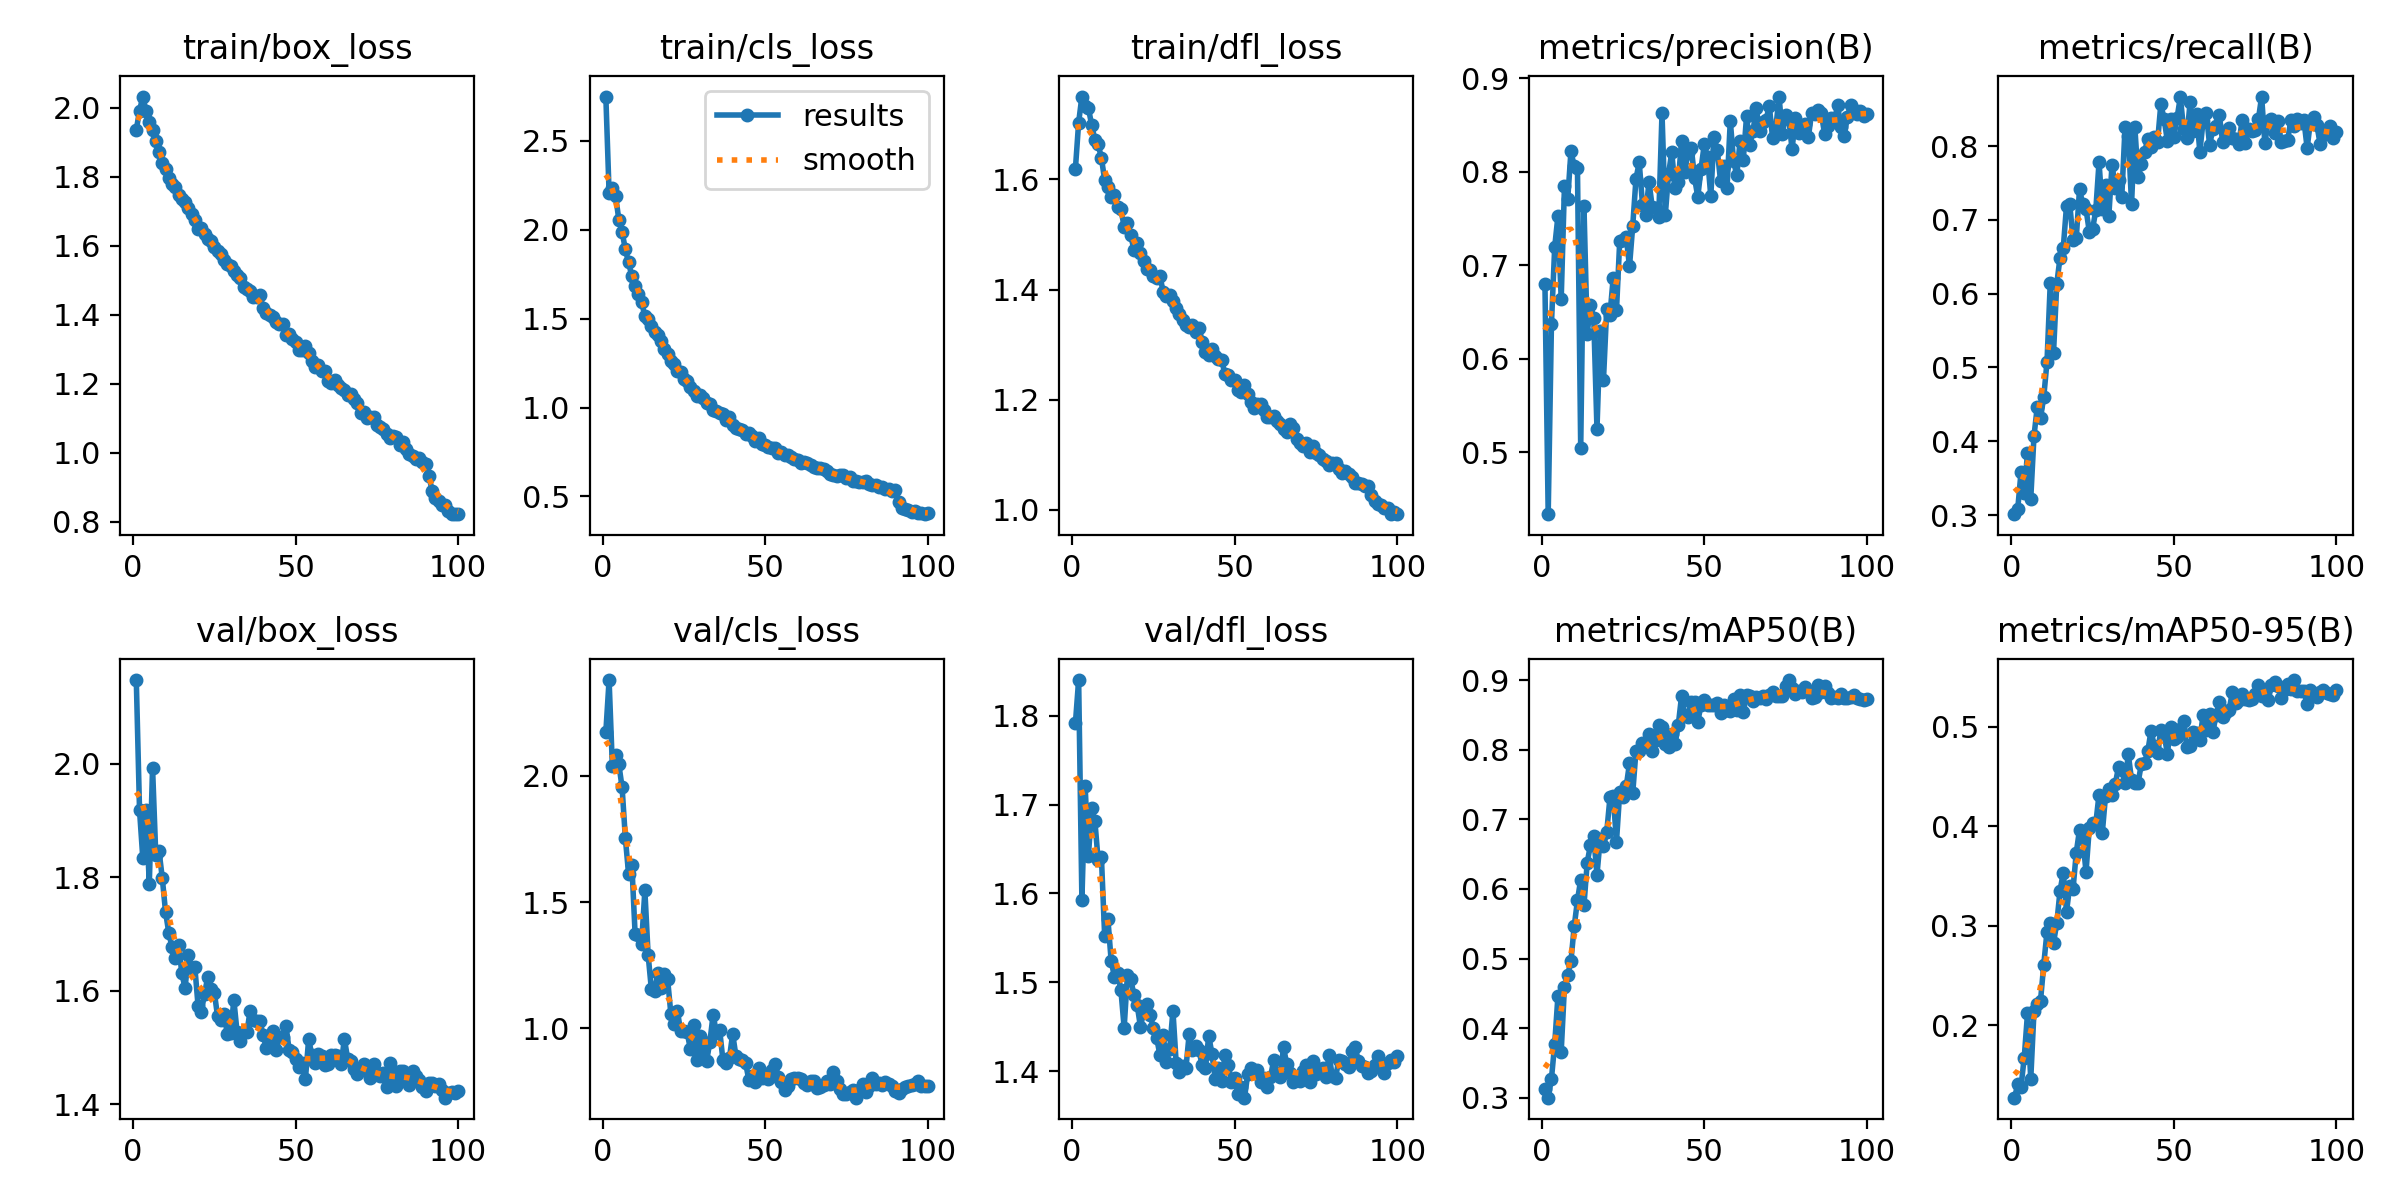 train/box_loss
2.0
1.8
1.6
1.4
1.2
1.0
0.8
0 50 100
train/cls_loss
results
smooth
2.5
2.0
1.5
1.0
0.5
0 50 100
train/dfl_loss
1.6
1.4
1.2
1.0
0 50 100
metrics/precision(B)
0.9
0.8
0.7
0.6
0.5
0 50 100
metrics/recall(B)
0.8
0.7
0.6
0.5
0.4
0.3
0 50 100
val/box_loss
2.0
1.8
1.6
1.4
0 50 100
val/cls_loss
2.0
1.5
1.0
0 50 100
val/dfl_loss
1.8
1.7
1.6
1.5
1.4
0 50 100
metrics/mAP50(B)
0.9
0.8
0.7
0.6
0.5
0.4
0.3
0 50 100
metrics/mAP50-95(B)
0.5
0.4
0.3
0.2
0 50 100